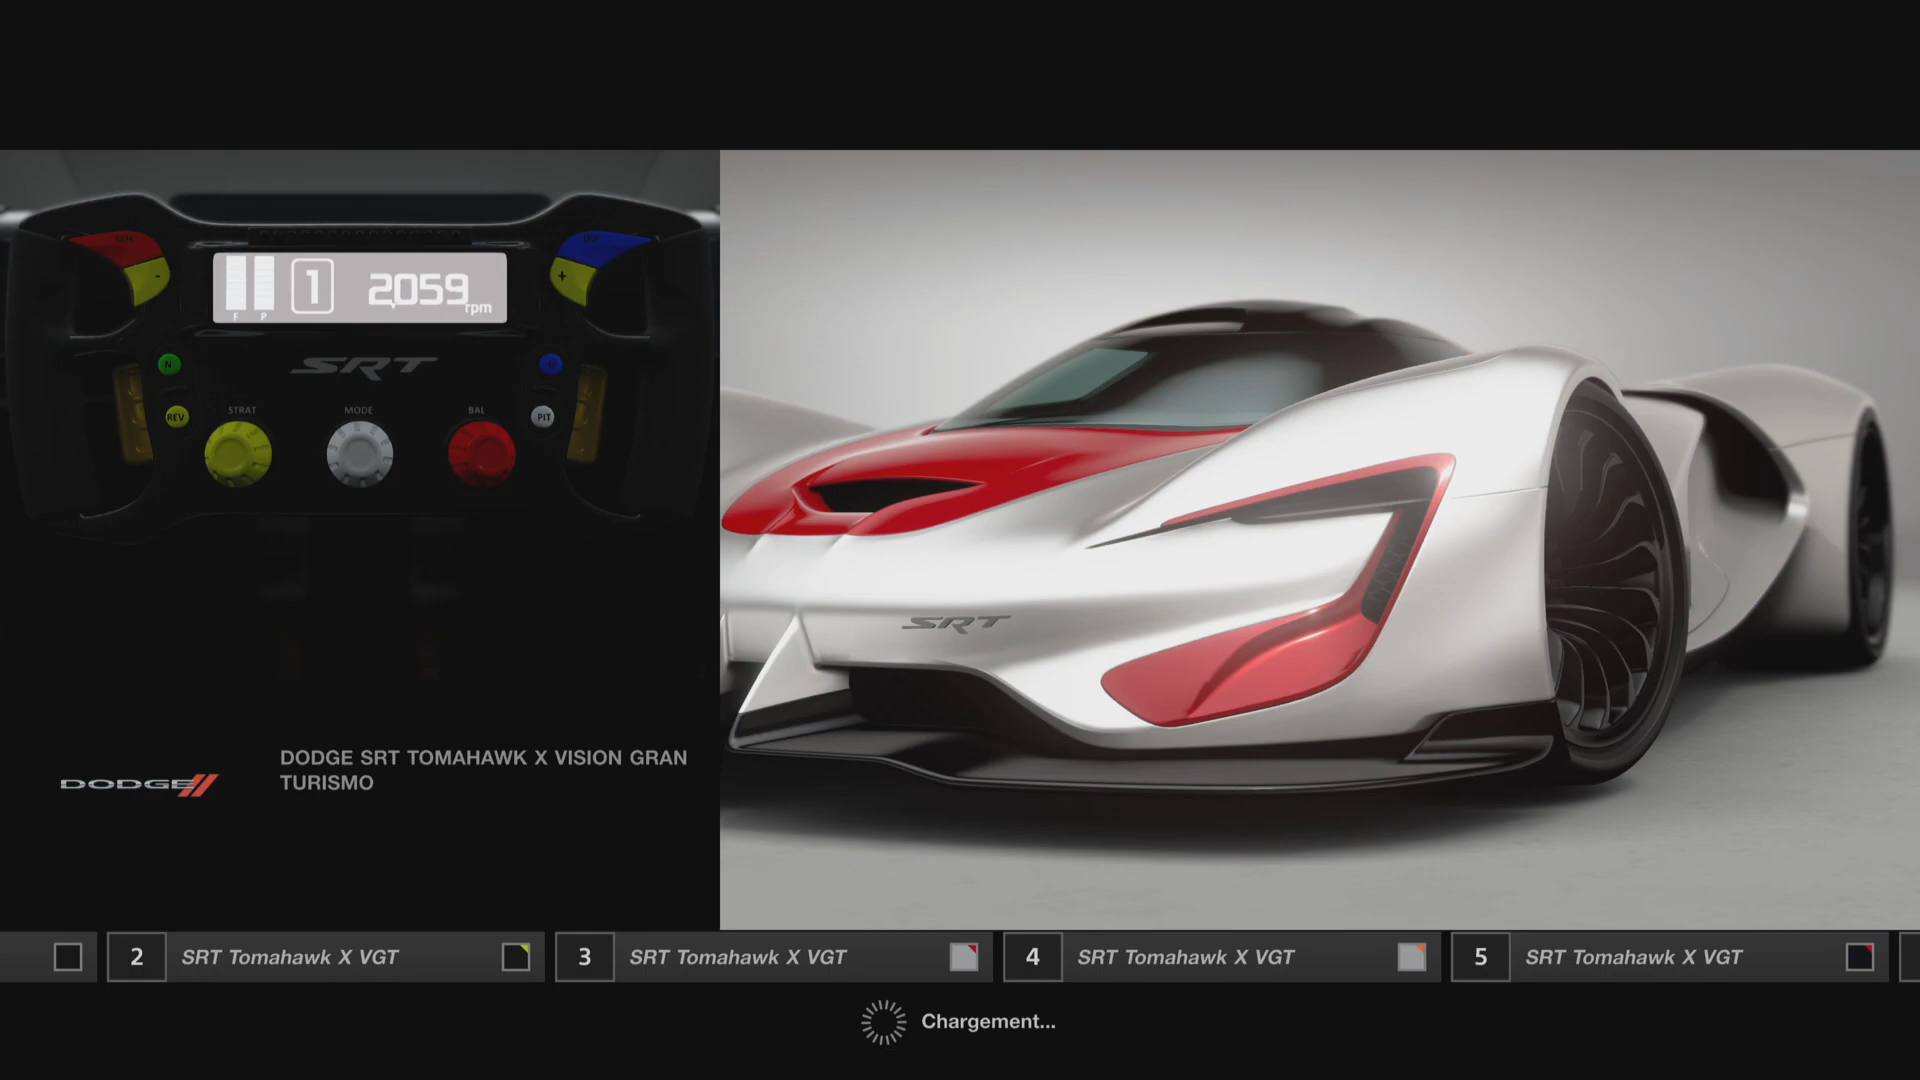 1
2059
rpm
F P
-
+
SRT
N
REV
PIT
STRAT
MODE
BAL
SRT
DODGE
DODGE SRT TOMAHAWK X VISION GRAN
TURISMO
2 SRT Tomahawk X VGT
3 SRT Tomahawk X VGT
4 SRT Tomahawk X VGT
5 SRT Tomahawk X VGT
Chargement...